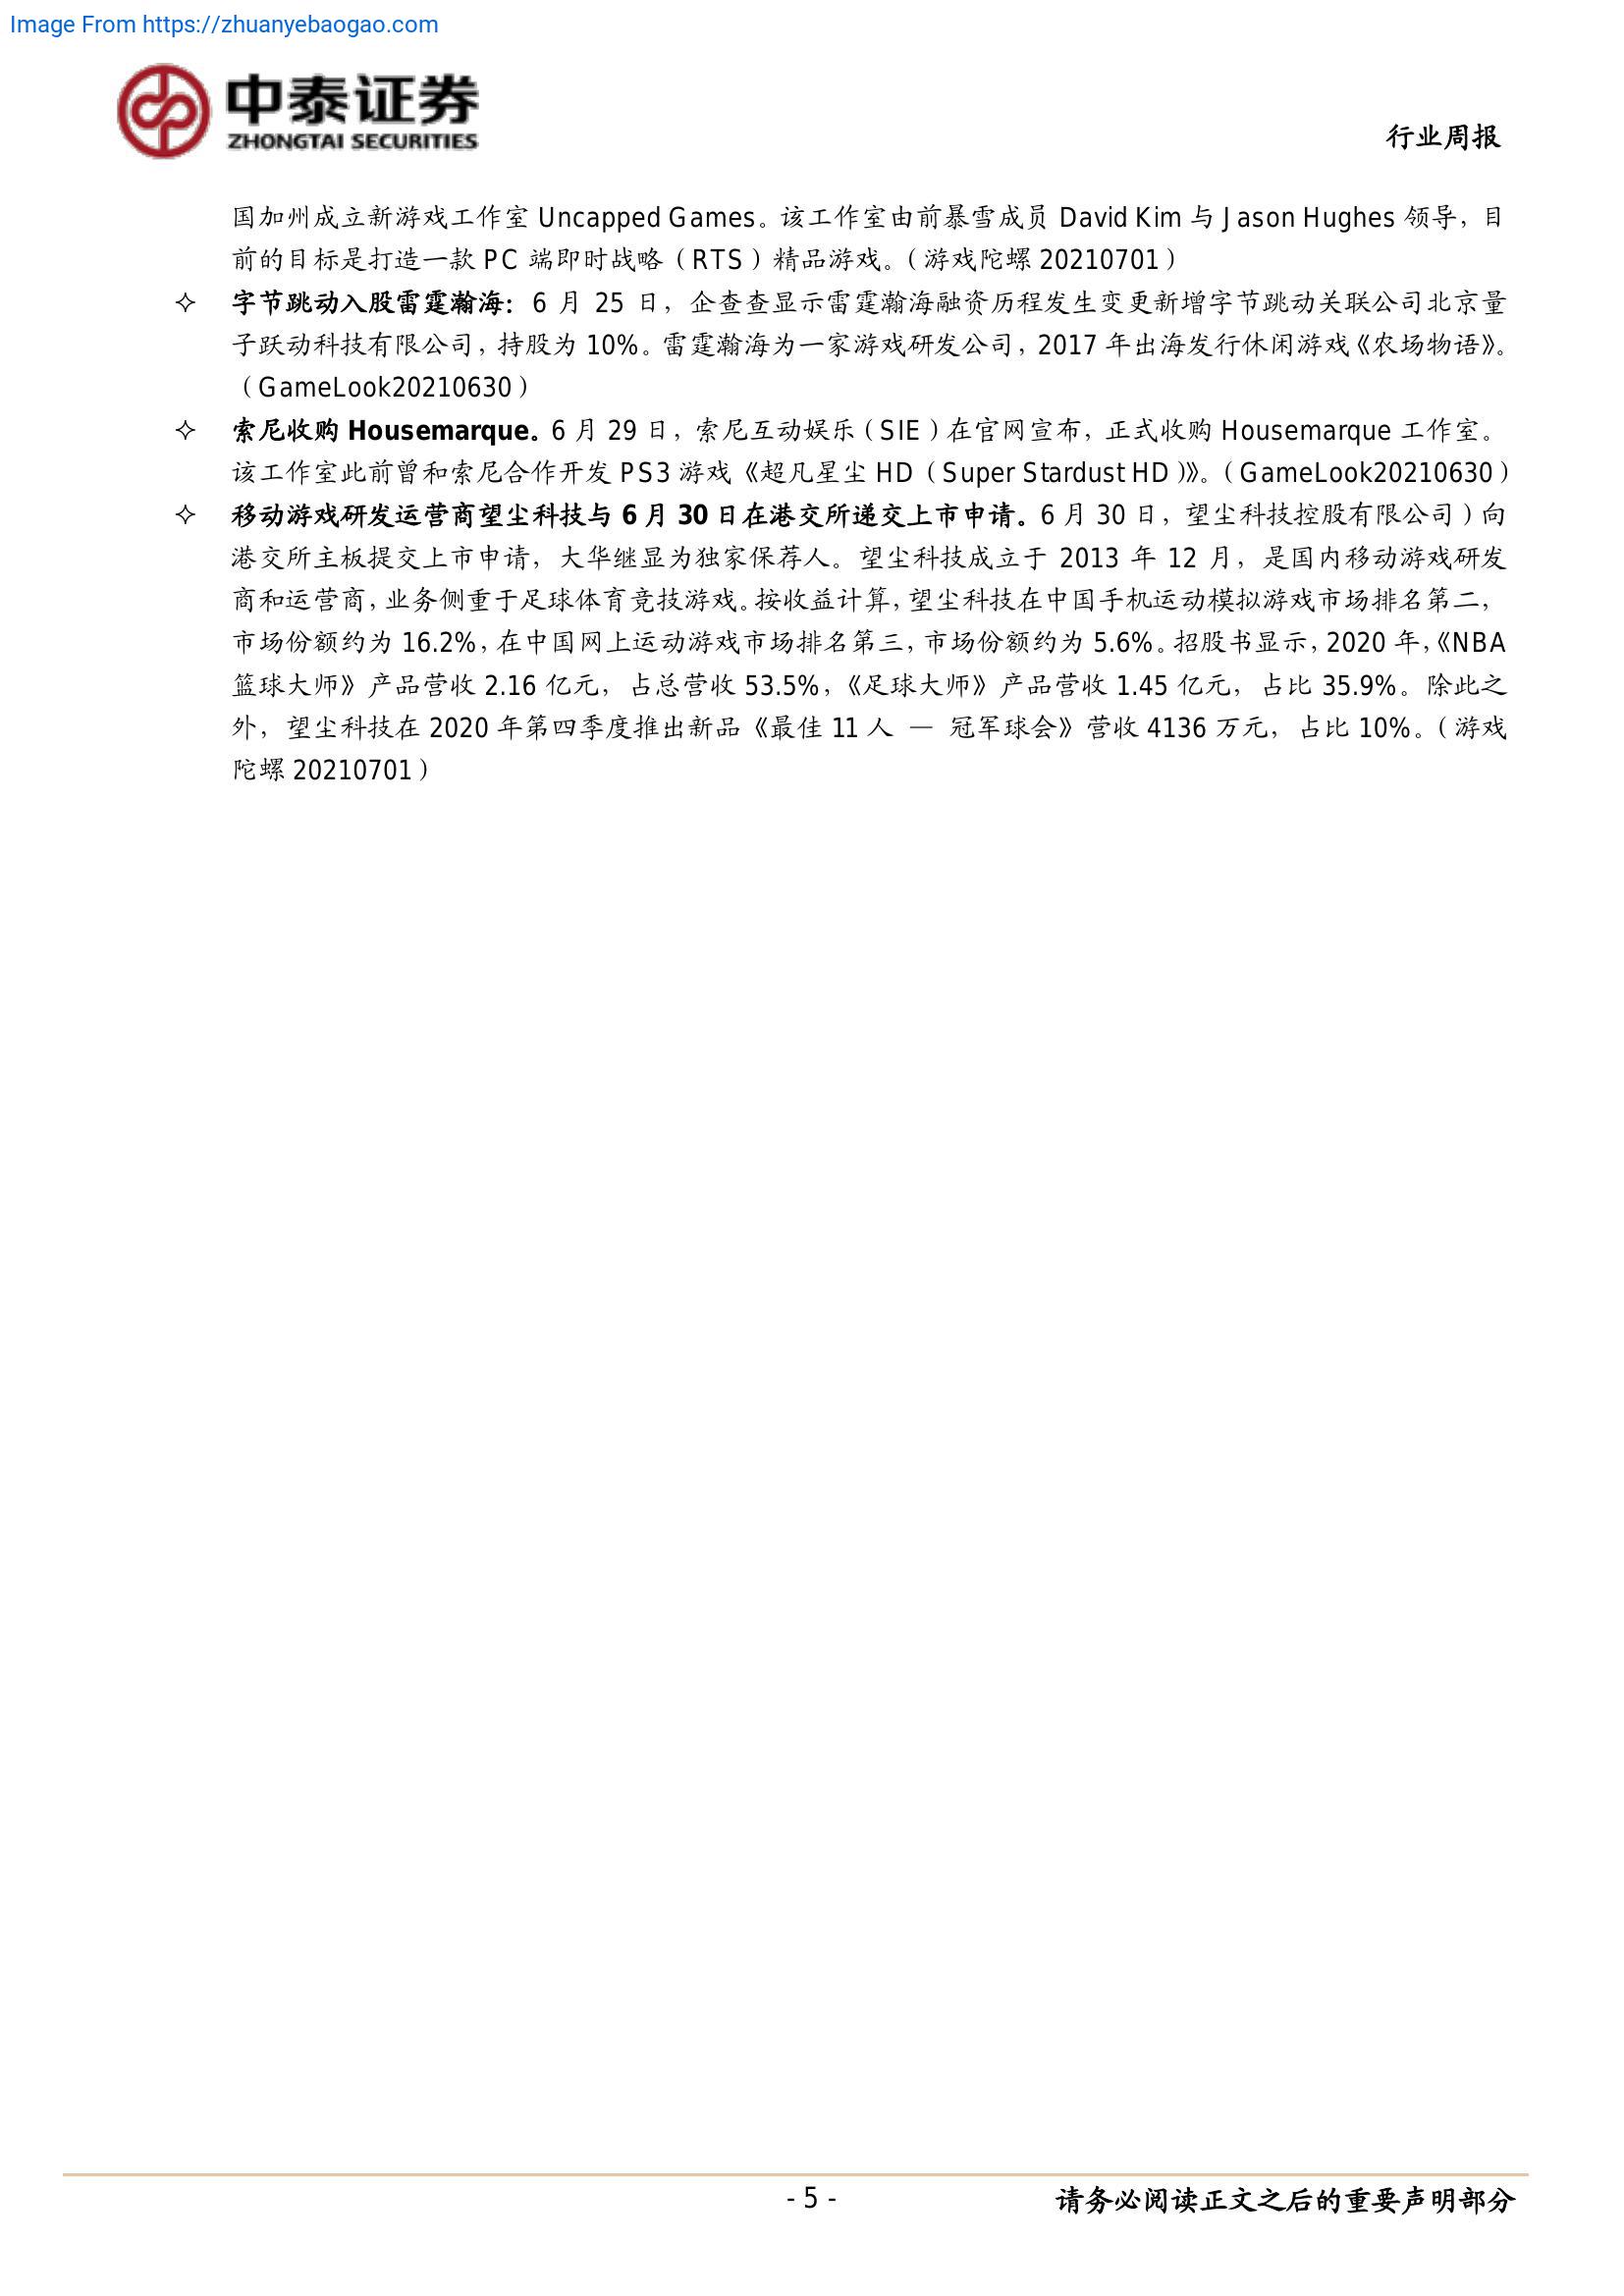 Image From https://zhuanyebaogao.com
中泰证券
ZHONGTAI SECURITIES
行业周报
国加州成立新游戏工作室 Uncapped Games。该工作室由前暴雪成员 David Kim 与 Jason Hughes 领导，目
前的目标是打造一款 PC 端即时战略（RTS）精品游戏。（游戏陀螺 20210701）
✧ 字节跳动入股雷霆瀚海：6 月 25 日，企查查显示雷霆瀚海融资历程发生变更新增字节跳动关联公司北京量
子跃动科技有限公司，持股为 10%。雷霆瀚海为一家游戏研发公司，2017 年出海发行休闲游戏《农场物语》。
（GameLook20210630）
✧ 索尼收购 Housemarque。6 月 29 日，索尼互动娱乐（SIE）在官网宣布，正式收购 Housemarque 工作室。
该工作室此前曾和索尼合作开发 PS3 游戏《超凡星尘 HD（Super Stardust HD）》。（GameLook20210630）
✧ 移动游戏研发运营商望尘科技与 6 月 30 日在港交所递交上市申请。6 月 30 日，望尘科技控股有限公司）向
港交所主板提交上市申请，大华继显为独家保荐人。望尘科技成立于 2013 年 12 月，是国内移动游戏研发
商和运营商，业务侧重于足球体育竞技游戏。按收益计算，望尘科技在中国手机运动模拟游戏市场排名第二，
市场份额约为 16.2%，在中国网上运动游戏市场排名第三，市场份额约为 5.6%。招股书显示，2020 年，《NBA
篮球大师》产品营收 2.16 亿元，占总营收 53.5%，《足球大师》产品营收 1.45 亿元，占比 35.9%。除此之
外，望尘科技在 2020 年第四季度推出新品《最佳 11 人 — 冠军球会》营收 4136 万元，占比 10%。（游戏
陀螺 20210701）
- 5 -
请务必阅读正文之后的重要声明部分